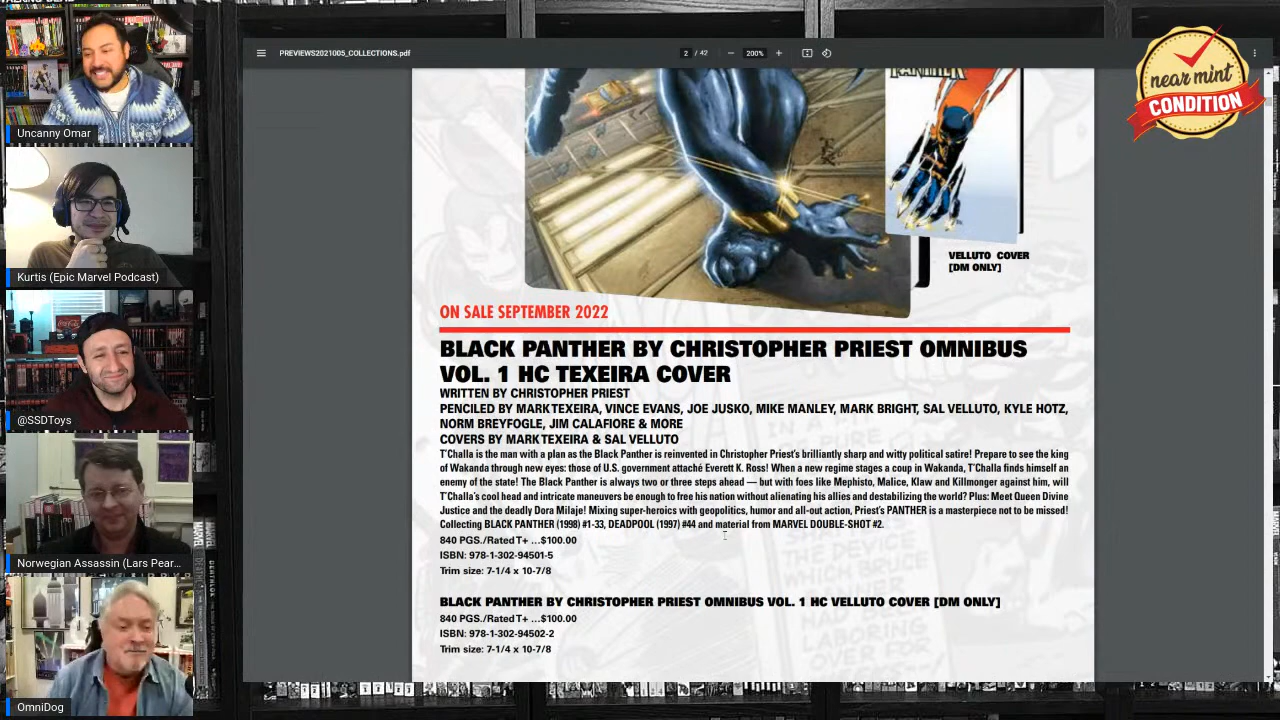 PREVIEWS2021005_COLLECTIONS.pdf
2 / 42
200%
near mint
CONDITION
PANTHER
Uncanny Omar
Kurtis (Epic Marvel Podcast)
@SSDToys
Norwegian Assassin (Lars Pear...
OmniDog
VELLUTO COVER
[DM ONLY]
ON SALE SEPTEMBER 2022
BLACK PANTHER BY CHRISTOPHER PRIEST OMNIBUS
VOL. 1 HC TEXEIRA COVER
WRITTEN BY CHRISTOPHER PRIEST
PENCILED BY MARK TEXEIRA, VINCE EVANS, JOE JUSKO, MIKE MANLEY, MARK BRIGHT, SAL VELLUTO, KYLE HOTZ,
NORM BREYFOGLE, JIM CALAFIORE & MORE
COVERS BY MARK TEXEIRA & SAL VELLUTO
T'Challa is the man with a plan as the Black Panther is reinvented in Christopher Priest's brilliantly sharp and witty political satire! Prepare to see the king
of Wakanda through new eyes: those of U.S. government attaché Everett K. Ross! When a new regime stages a coup in Wakanda, T'Challa finds himself an
enemy of the state! The Black Panther is always two or three steps ahead — but with foes like Mephisto, Malice, Klaw and Killmonger against him, will
T'Challa's cool head and intricate maneuvers be enough to free his nation without alienating his allies and destabilizing the world? Plus: Meet Queen Divine
Justice and the deadly Dora Milaje! Mixing super-heroics with geopolitics, humor and all-out action, Priest's PANTHER is a masterpiece not to be missed!
Collecting BLACK PANTHER (1998) #1-33, DEADPOOL (1997) #44 and material from MARVEL DOUBLE-SHOT #2.
840 PGS./Rated T+ ...$100.00
ISBN: 978-1-302-94501-5
Trim size: 7-1/4 x 10-7/8
BLACK PANTHER BY CHRISTOPHER PRIEST OMNIBUS VOL. 1 HC VELLUTO COVER [DM ONLY]
840 PGS./Rated T+ ...$100.00
ISBN: 978-1-302-94502-2
Trim size: 7-1/4 x 10-7/8